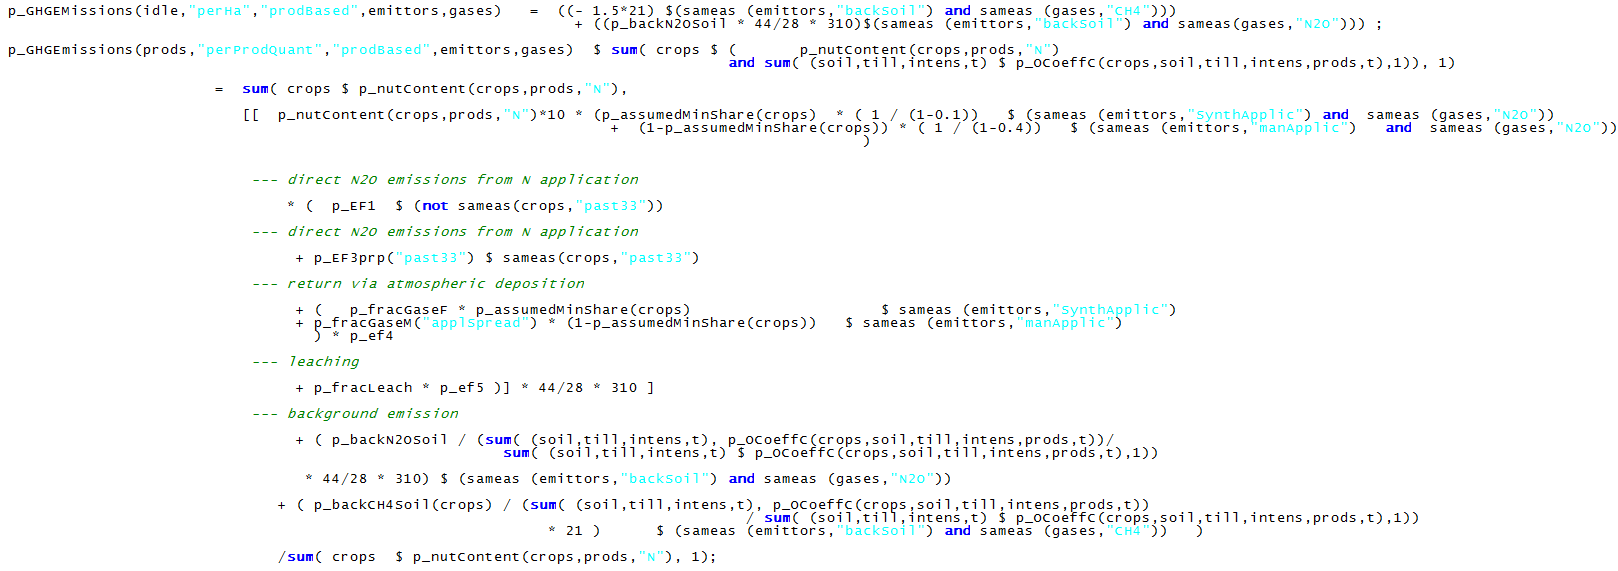 p_GHGEmissions(idle,"perHa","prodBased",emittors,gases)   =  ((- 1.5*21) $(sameas (emittors,"backSoil") and sameas (gases,"CH4")))
+ ((p_backN2OSoil * 44/28 * 310)$(sameas (emittors,"backSoil") and sameas(gases,"N2O"))) ;
p_GHGEmissions(prods,"perProdQuant","prodBased",emittors,gases)  $ sum( crops $ (       p_nutContent(crops,prods,"N")
and sum( (soil,till,intens,t) $ p_OCoeffC(crops,soil,till,intens,prods,t),1)), 1)
=  sum( crops $ p_nutContent(crops,prods,"N"),
[[  p_nutContent(crops,prods,"N")*10 * (p_assumedMinShare(crops)  * ( 1 / (1-0.1))   $ (sameas (emittors,"SynthApplic") and  sameas (gases,"N2O"))
+  (1-p_assumedMinShare(crops)) * ( 1 / (1-0.4))   $ (sameas (emittors,"manApplic")   and  sameas (gases,"N2O"))
)
--- direct N2O emissions from N application
* (  p_EF1  $ (not sameas(crops,"past33"))
--- direct N2O emissions from N application
+ p_EF3prp("past33") $ sameas(crops,"past33")
--- return via atmospheric deposition
+ (   p_fracGaseF * p_assumedMinShare(crops)                     $ sameas (emittors,"SynthApplic")
+ p_fracGaseM("applSpread") * (1-p_assumedMinShare(crops))   $ sameas (emittors,"manApplic")
) * p_ef4
--- leaching
+ p_fracLeach * p_ef5 )] * 44/28 * 310 ]
--- background emission
+ ( p_backN2OSoil / (sum( (soil,till,intens,t), p_OCoeffC(crops,soil,till,intens,prods,t))/
sum( (soil,till,intens,t) $ p_OCoeffC(crops,soil,till,intens,prods,t),1))
* 44/28 * 310) $ (sameas (emittors,"backSoil") and sameas (gases,"N2O"))
+ ( p_backCH4Soil(crops) / (sum( (soil,till,intens,t), p_OCoeffC(crops,soil,till,intens,prods,t))
/ sum( (soil,till,intens,t) $ p_OCoeffC(crops,soil,till,intens,prods,t),1))
* 21 )      $ (sameas (emittors,"backSoil") and sameas (gases,"CH4"))   )
/sum( crops  $ p_nutContent(crops,prods,"N"), 1);